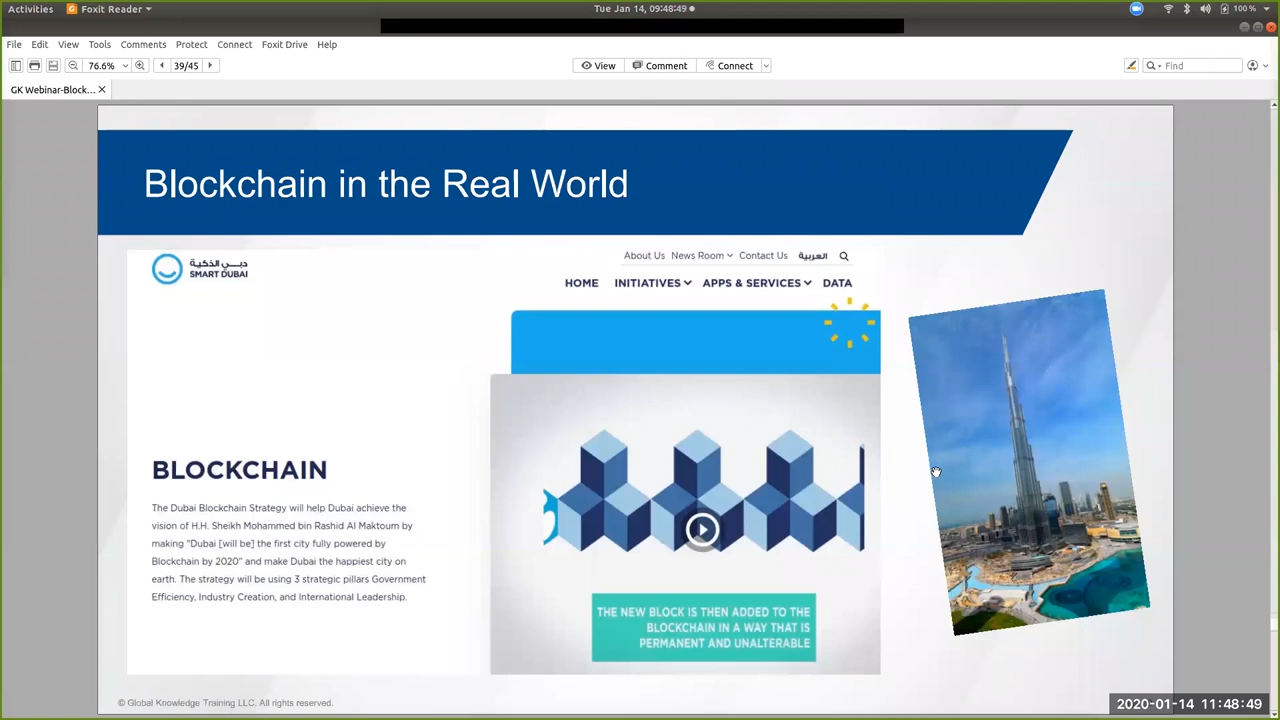 Activities Foxit Reader Tue Jan 14, 09:48:49 100 %
File Edit View Tools Comments Protect Connect Foxit Drive Help
76.6% 39/45 View Comment Connect Find
GK Webinar-Block...
Blockchain in the Real World
دبي الذكية
SMART DUBAI
About Us News Room Contact Us العربية
HOME INITIATIVES APPS & SERVICES DATA
BLOCKCHAIN
The Dubai Blockchain Strategy will help Dubai achieve the
vision of H.H. Sheikh Mohammed bin Rashid Al Maktoum by
making "Dubai [will be] the first city fully powered by
Blockchain by 2020" and make Dubai the happiest city on
earth. The strategy will be using 3 strategic pillars Government
Efficiency, Industry Creation, and International Leadership.
THE NEW BLOCK IS THEN ADDED TO THE
BLOCKCHAIN IN A WAY THAT IS
PERMANENT AND UNALTERABLE
© Global Knowledge Training LLC. All rights reserved.
2020-01-14 11:48:49